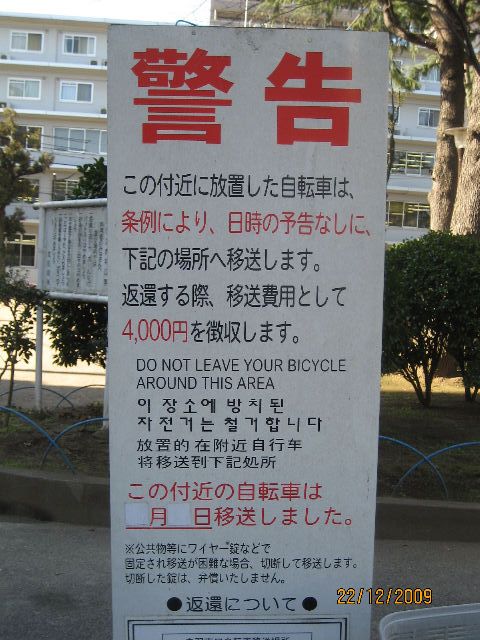 警告
この付近に放置した自転車は、
条例により、日時の予告なしに、
下記の場所へ移送します。
返還する際、移送費用として
4,000円を徴収します。
DO NOT LEAVE YOUR BICYCLE
AROUND THIS AREA
이 장소에 방치된
자전거는 철거합니다
放置的在附近自行车
将移送到下記処所
この付近の自転車は
月 日移送しました。
※公共物等にワイヤー錠などで
固定され移送が困難な場合、切断して移送します。
切断した錠は、弁償いたしません。
●返還について●
22/12/2009